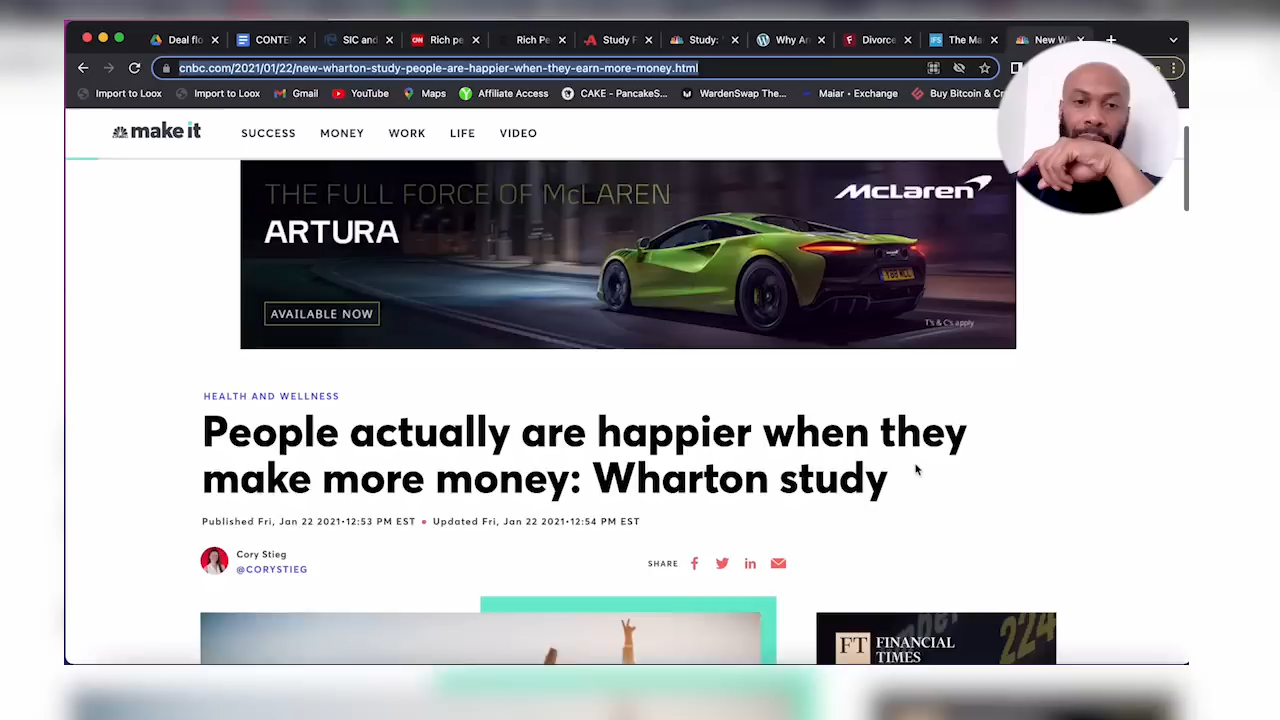 Deal flo
CONTE
SIC and
CNN
Rich pe
Rich Pe
Study F
Study:
Why An
Divorce
IFS
The Ma
New W
cnbc.com/2021/01/22/new-wharton-study-people-are-happier-when-they-earn-more-money.html
Import to Loox
Import to Loox
Gmail
YouTube
Maps
Affiliate Access
CAKE - PancakeS...
WardenSwap The...
Maiar • Exchange
Buy Bitcoin & Cr
make it
SUCCESS
MONEY
WORK
LIFE
VIDEO
THE FULL FORCE OF McLAREN
ARTURA
McLaren
AVAILABLE NOW
T's & C's apply
HEALTH AND WELLNESS
People actually are happier when they
make more money: Wharton study
Published Fri, Jan 22 2021•12:53 PM EST • Updated Fri, Jan 22 2021•12:54 PM EST
Cory Stieg
@CORYSTIEG
SHARE
FT
FINANCIAL
TIMES
224